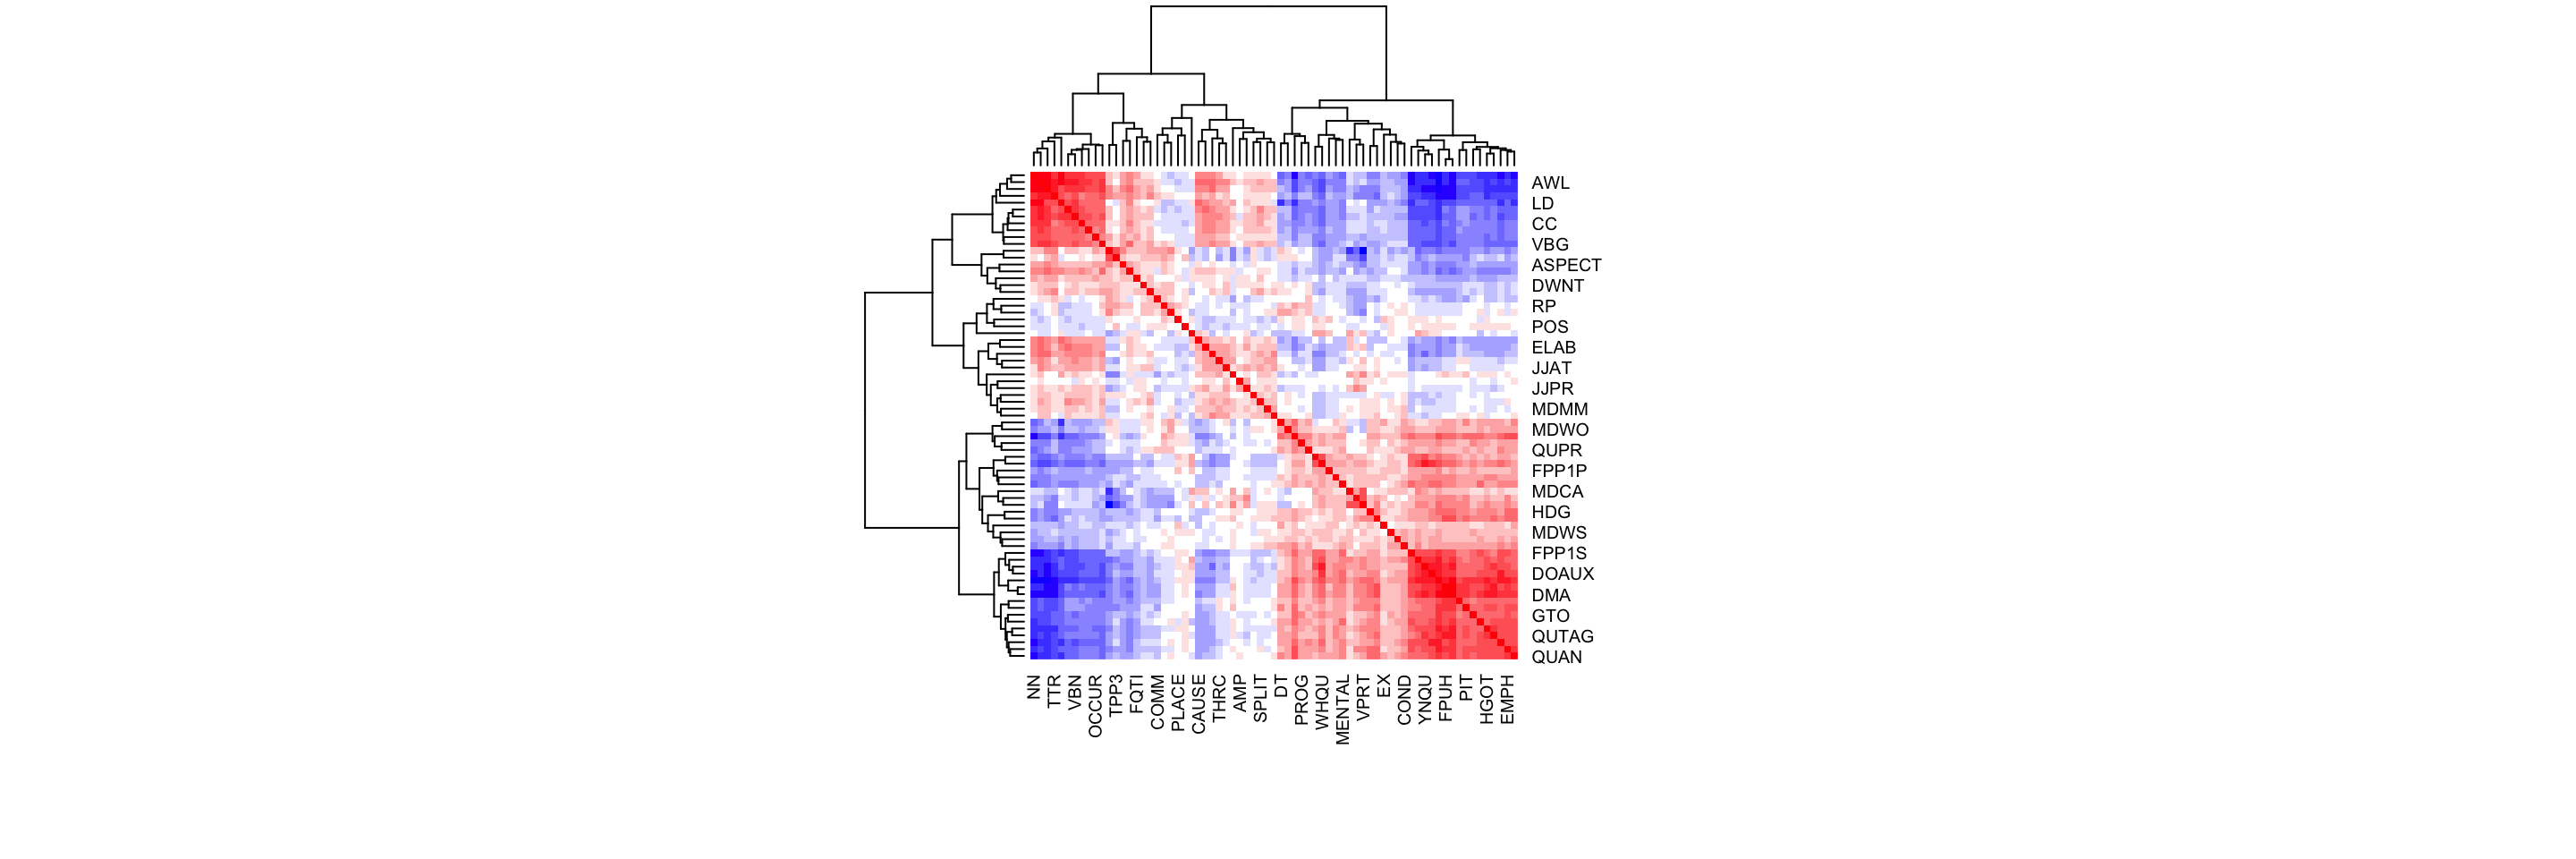 AWL
LD
CC
VBG
ASPECT
DWNT
RP
POS
ELAB
JJAT
JJPR
MDMM
MDWO
QUPR
FPP1P
MDCA
HDG
MDWS
FPP1S
DOAUX
DMA
GTO
QUTAG
QUAN
NN
TTR
VBN
OCCUR
TPP3
FQTI
COMM
PLACE
CAUSE
THRC
AMP
SPLIT
DT
PROG
WHQU
MENTAL
VPRT
EX
COND
YNQU
FPUH
PIT
HGOT
EMPH